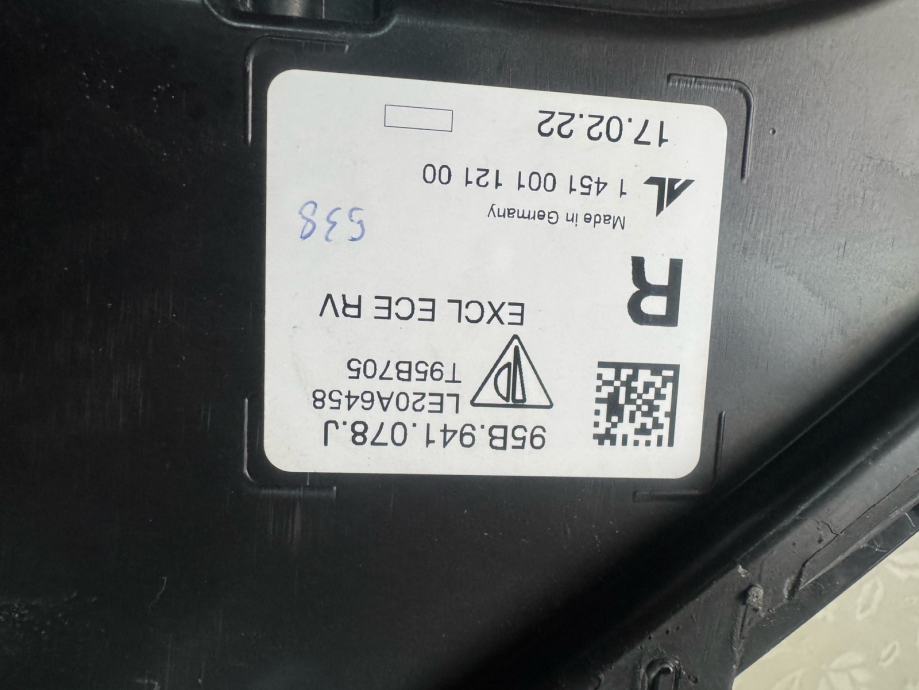 95B.941.078.J
LE20A6458
T95B705
EXCL ECE RV
R
Made in Germany
AL 1 451 001 121 00
538
17.02.22